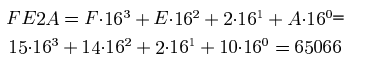 FE2A = F·16³ + E·16² + 2·16¹ + A·16⁰=
15·16³ + 14·16² + 2·16¹ + 10·16⁰ = 65066